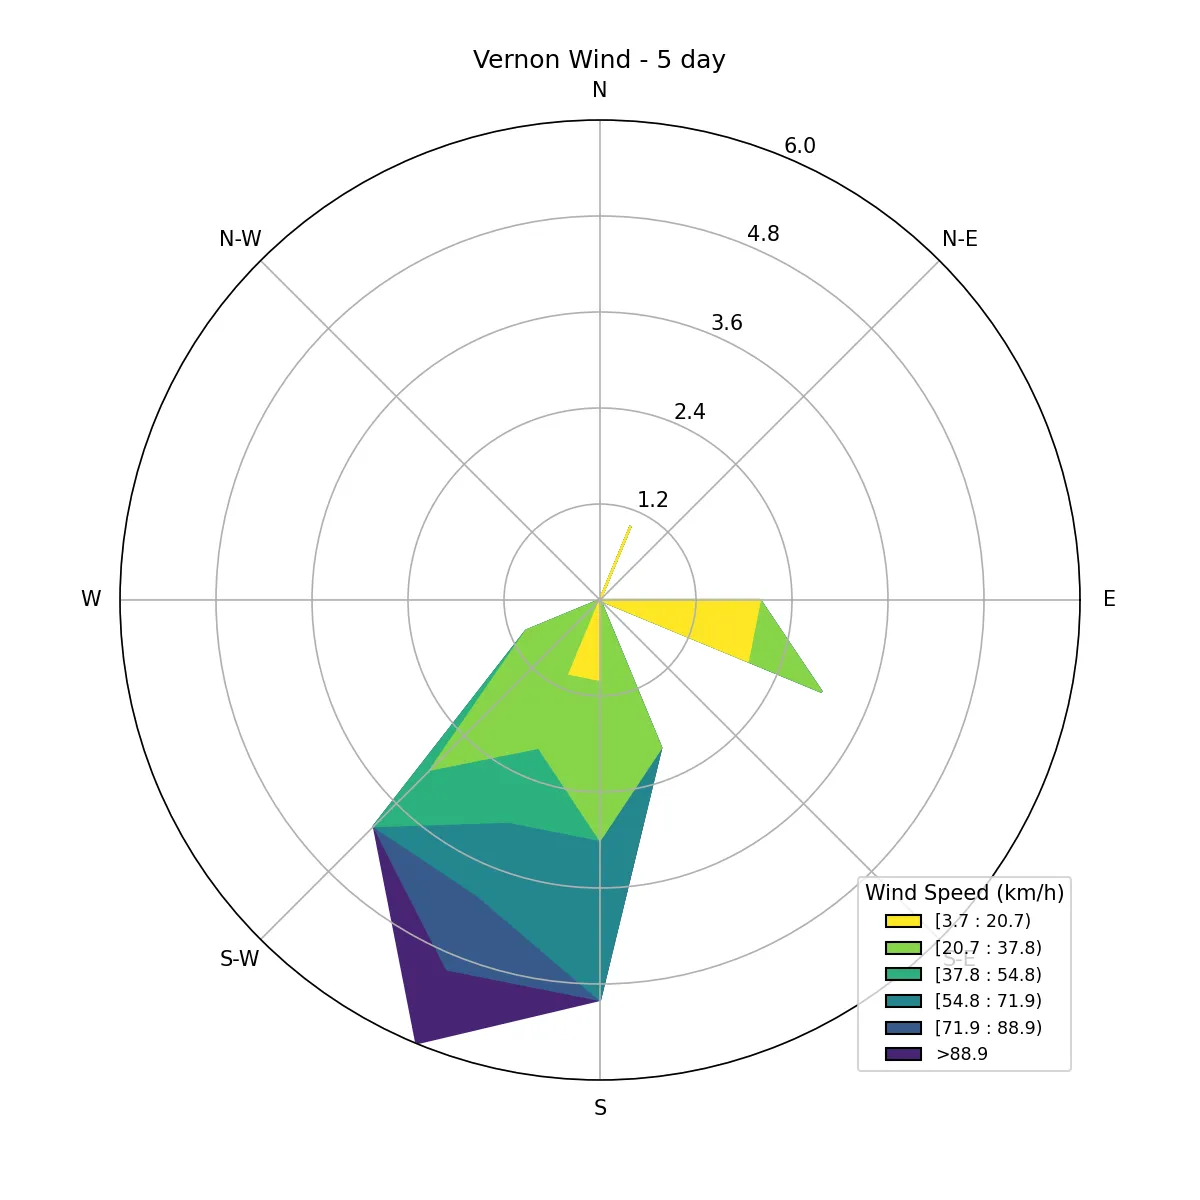 Vernon Wind - 5 day
N
6.0
N-W
N-E
4.8
3.6
2.4
1.2
W
E
S-W
S-E
S
Wind Speed (km/h)
[3.7 : 20.7)
[20.7 : 37.8)
[37.8 : 54.8)
[54.8 : 71.9)
[71.9 : 88.9)
>88.9